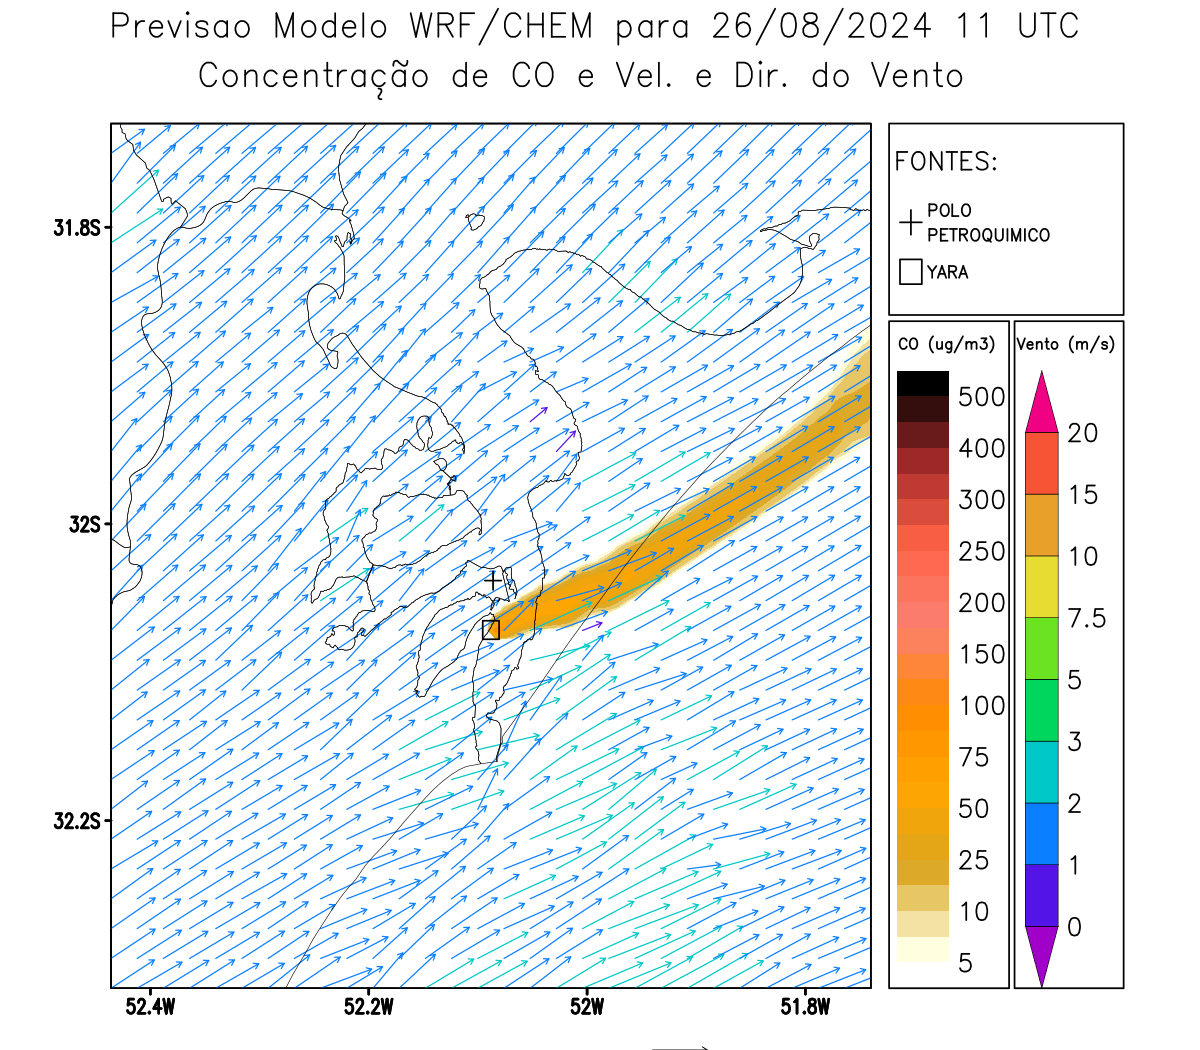 Previsao Modelo WRF/CHEM para 26/08/2024 11 UTC
Concentração de CO e Vel. e Dir. do Vento
FONTES:
POLO
PETROQUIMICO
YARA
CO (ug/m3)
500
400
300
250
200
150
100
75
50
25
10
5
Vento (m/s)
20
15
10
7.5
5
3
2
1
0
31.8S
32S
32.2S
52.4W
52.2W
52W
51.8W